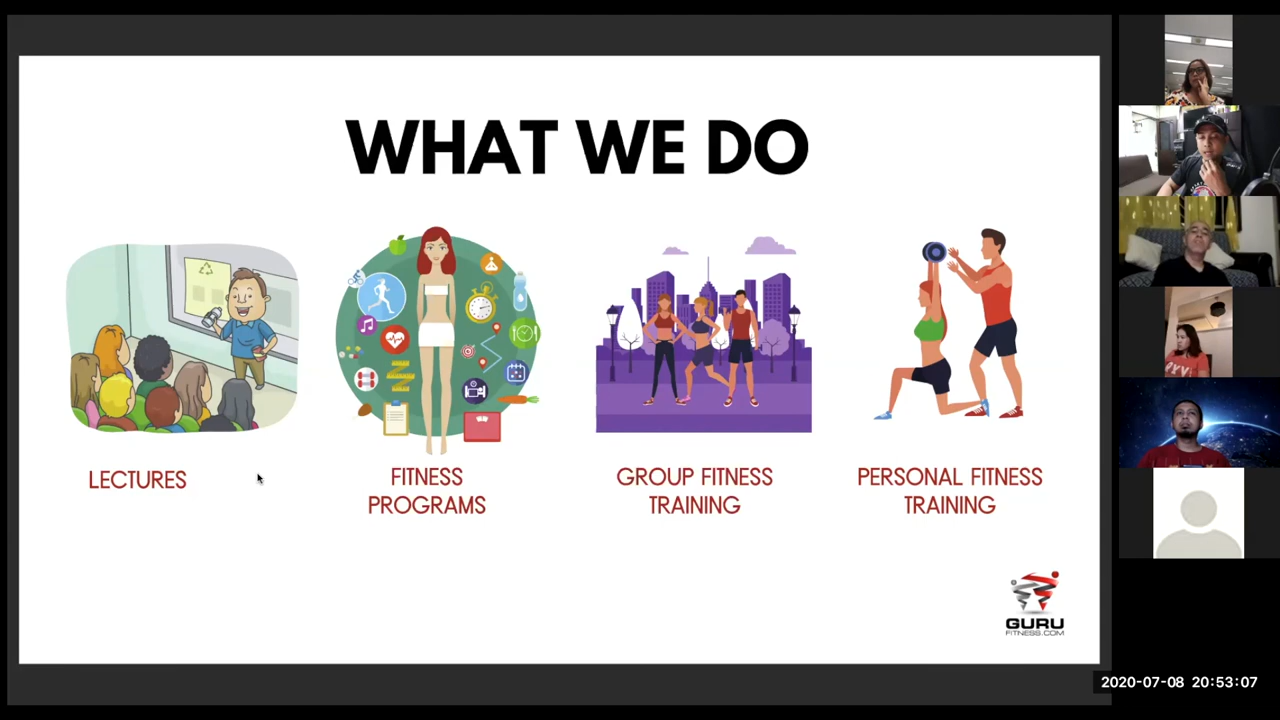 WHAT WE DO
LECTURES
FITNESS
PROGRAMS
GROUP FITNESS
TRAINING
PERSONAL FITNESS
TRAINING
GURU
FITNESS.COM
2020-07-08 20:53:07